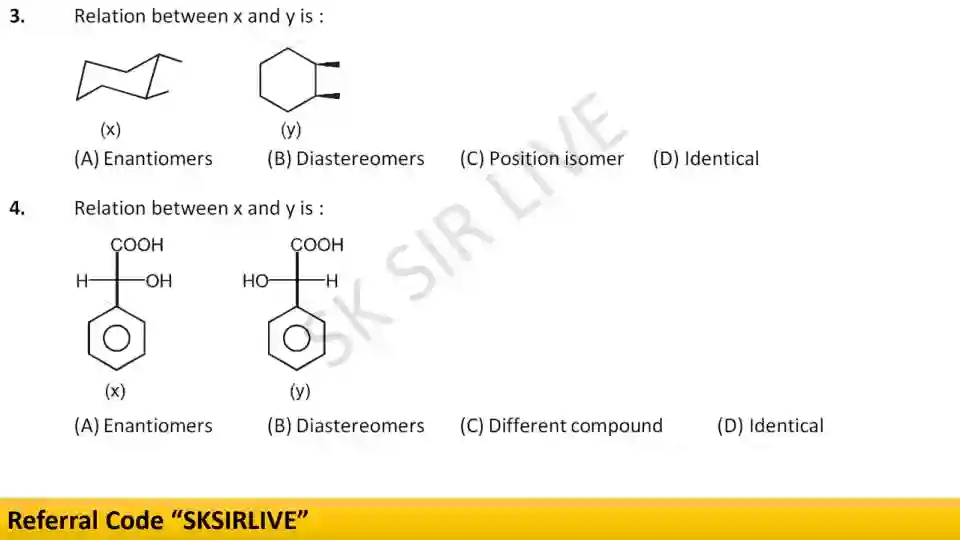 3. Relation between x and y is :
(x) (y)
(A) Enantiomers (B) Diastereomers (C) Position isomer (D) Identical
4. Relation between x and y is :
COOH COOH
H OH HO H
(x) (y)
(A) Enantiomers (B) Diastereomers (C) Different compound (D) Identical
SK SIR LIVE
Referral Code “SKSIRLIVE”